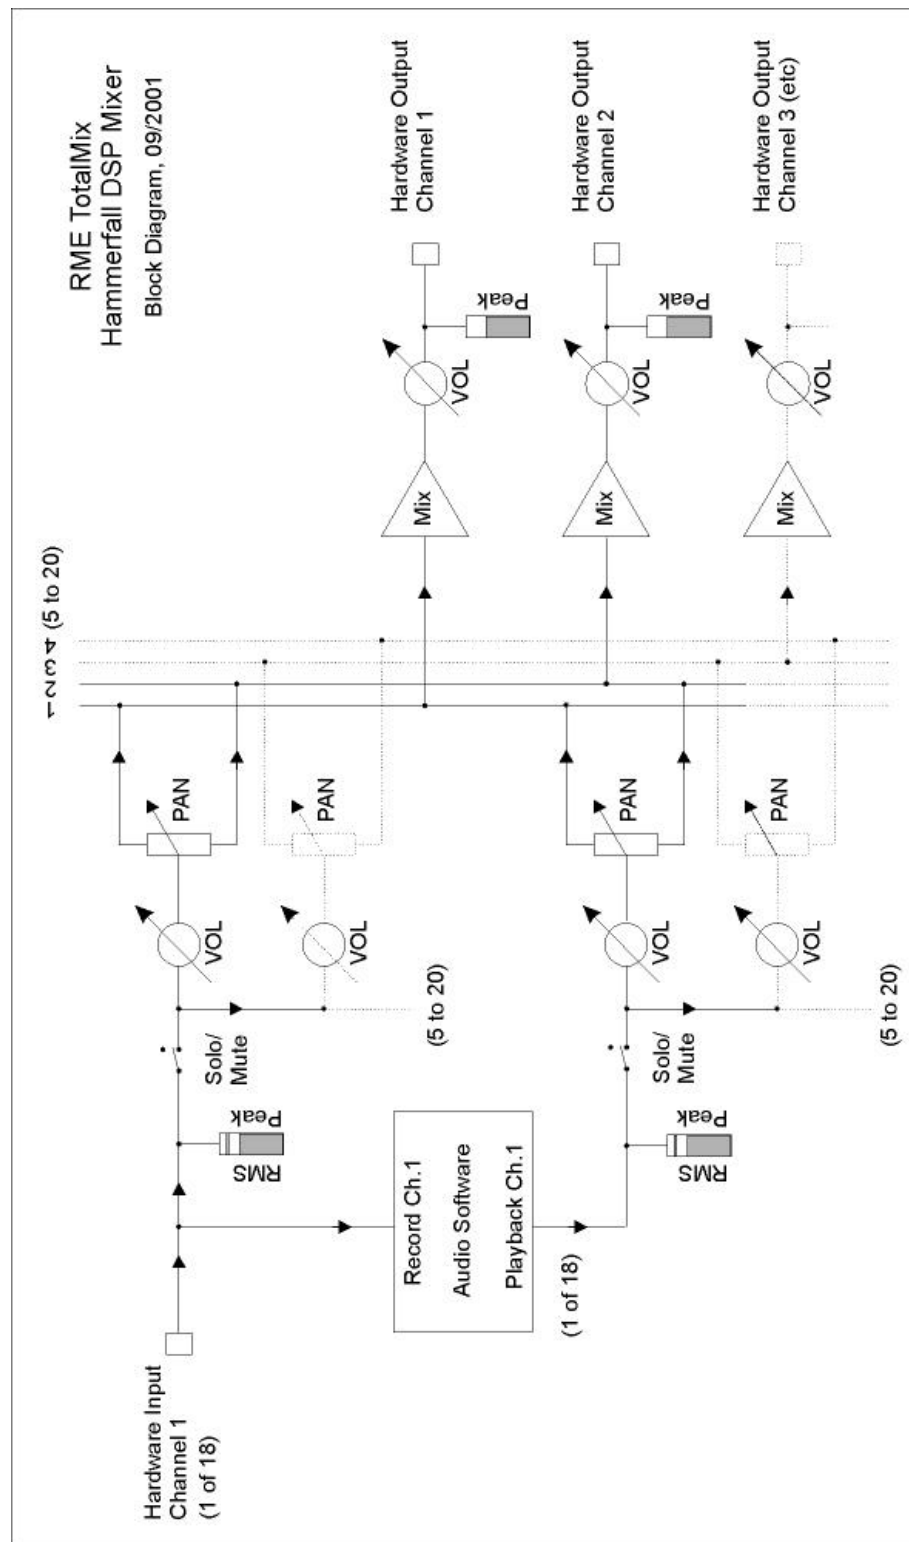 RME TotalMix
Hammerfall DSP Mixer
Block Diagram, 09/2001
Hardware Input
Channel 1
(1 of 18)
RMS
Peak
Solo/
Mute
VOL
PAN
VOL
PAN
(5 to 20)
1 2 3 4 (5 to 20)
Mix
VOL
Peak
Hardware Output
Channel 1
Record Ch.1
Audio Software
Playback Ch.1
(1 of 18)
Mix
VOL
Peak
Hardware Output
Channel 2
RMS
Peak
Solo/
Mute
VOL
PAN
VOL
PAN
(5 to 20)
Mix
VOL
Hardware Output
Channel 3 (etc)